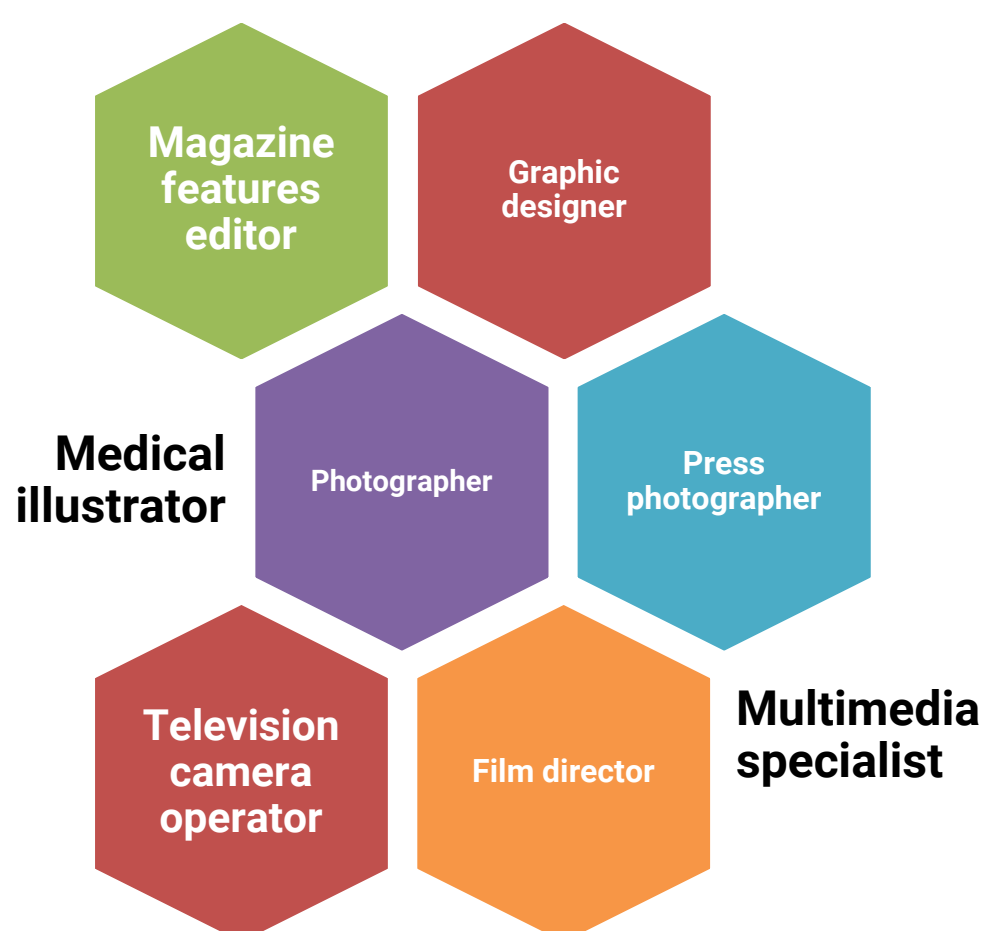 Magazine
features
editor
Graphic
designer
Medical
illustrator
Photographer
Press
photographer
Television
camera
operator
Film director
Multimedia
specialist